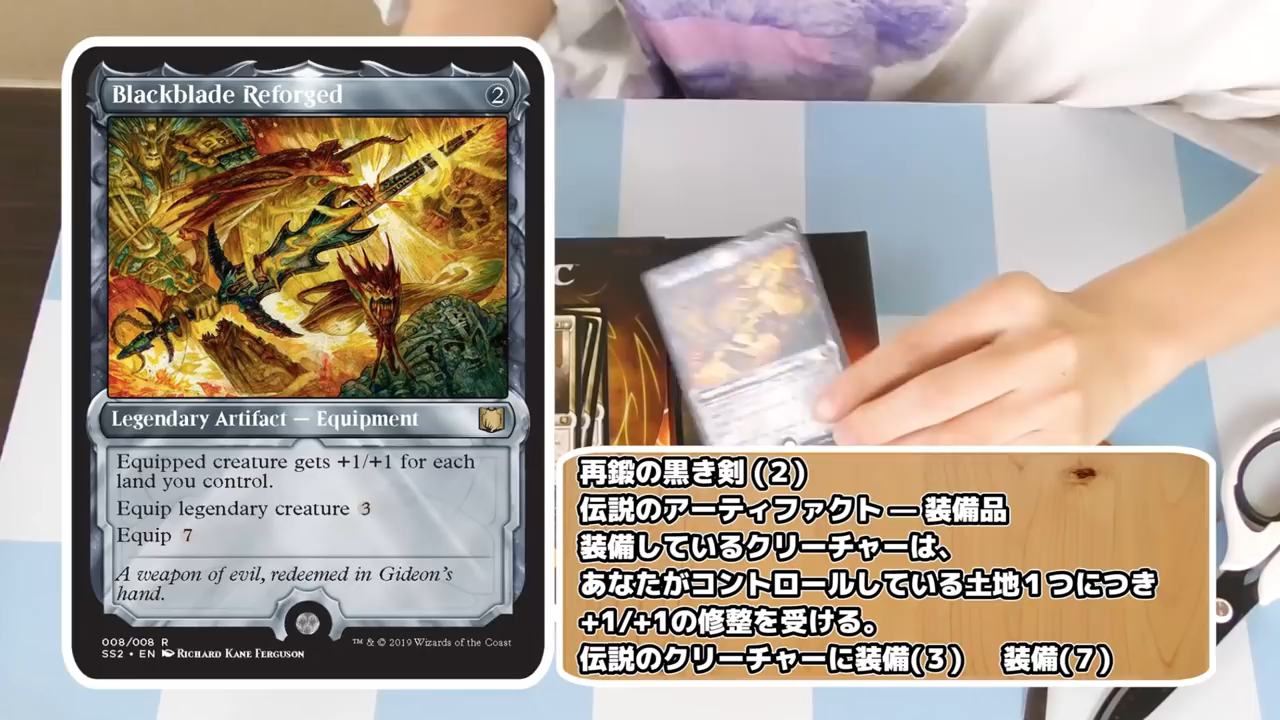 Blackblade Reforged 2
Legendary Artifact — Equipment
Equipped creature gets +1/+1 for each
land you control.
Equip legendary creature 3
Equip 7
A weapon of evil, redeemed in Gideon's
hand.
008/008 R
SS2 • EN Richard Kane Ferguson
™ & © 2019 Wizards of the Coast
C
再鍛の黒き剣(2)
伝説のアーティファクト — 装備品
装備しているクリーチャーは、
あなたがコントロールしている土地1つにつき
+1/+1の修整を受ける。
伝説のクリーチャーに装備(3) 装備(7)